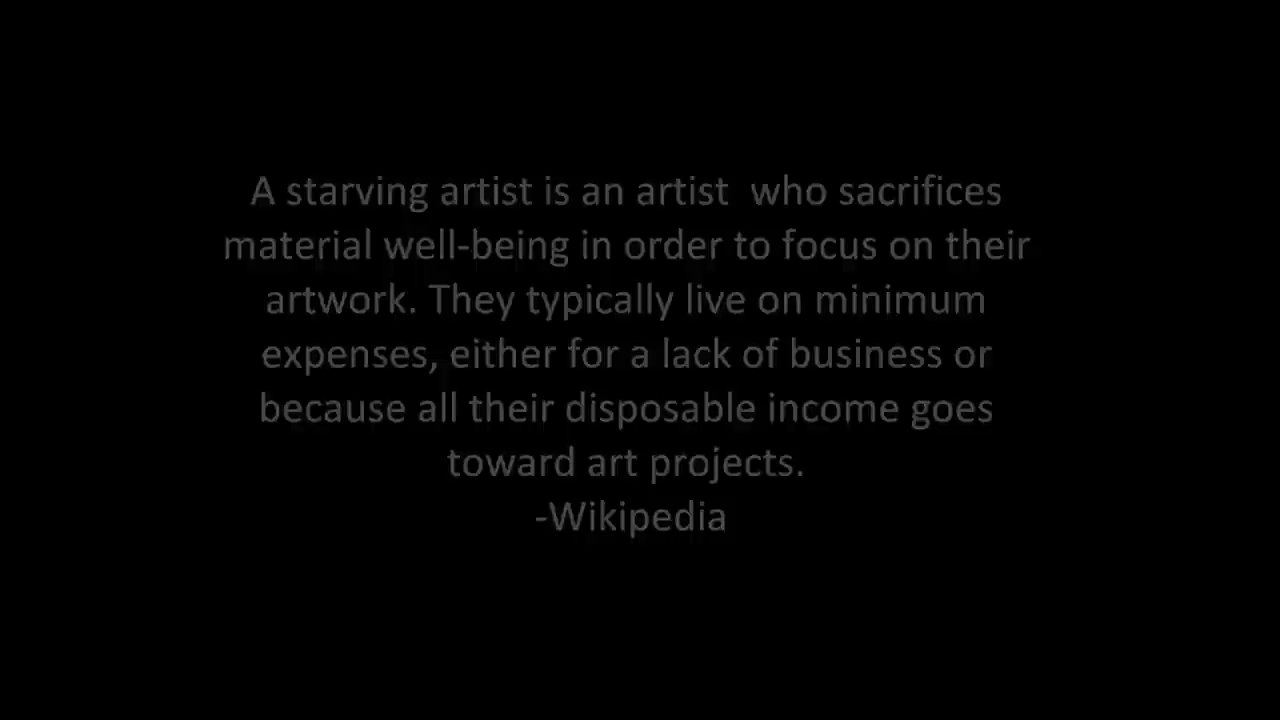 A starving artist is an artist  who sacrifices
material well-being in order to focus on their
artwork. They typically live on minimum
expenses, either for a lack of business or
because all their disposable income goes
toward art projects.
-Wikipedia